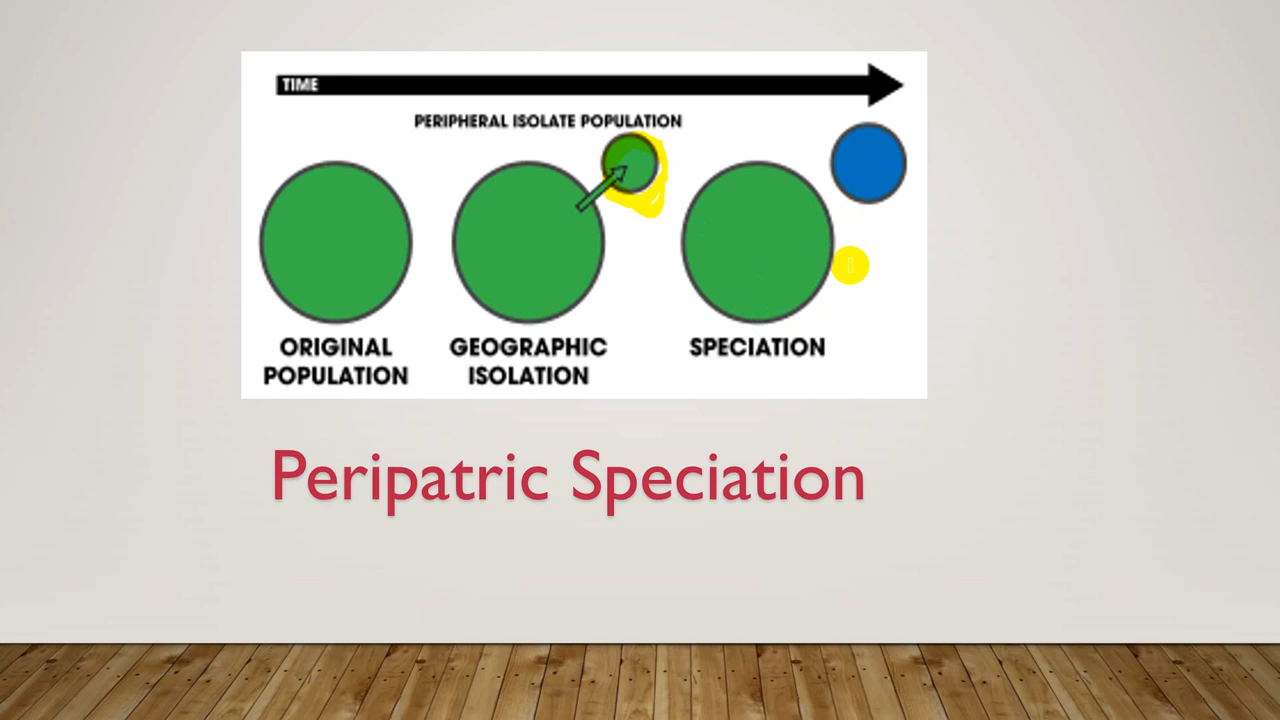 TIME
PERIPHERAL ISOLATE POPULATION
ORIGINAL
POPULATION
GEOGRAPHIC
ISOLATION
SPECIATION
Peripatric Speciation